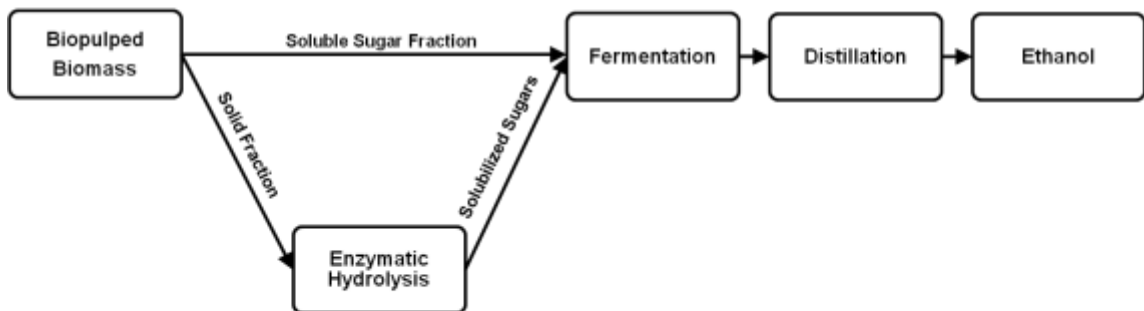 Biopulped
Biomass
Soluble Sugar Fraction
Fermentation
Distillation
Ethanol
Solid Fraction
Solubilized Sugars
Enzymatic
Hydrolysis